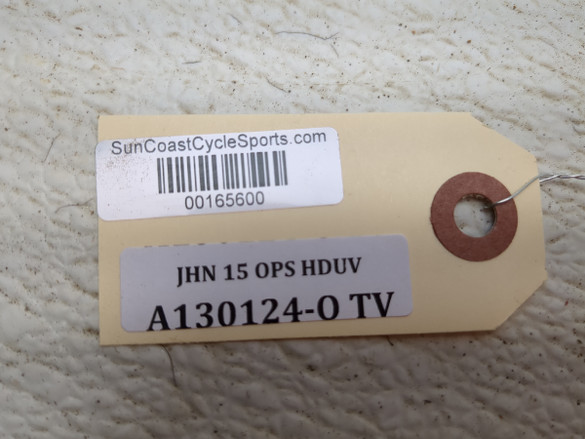 SunCoastCycleSports.com
00165600
JHN 15 OPS HDUV
A130124-O TV